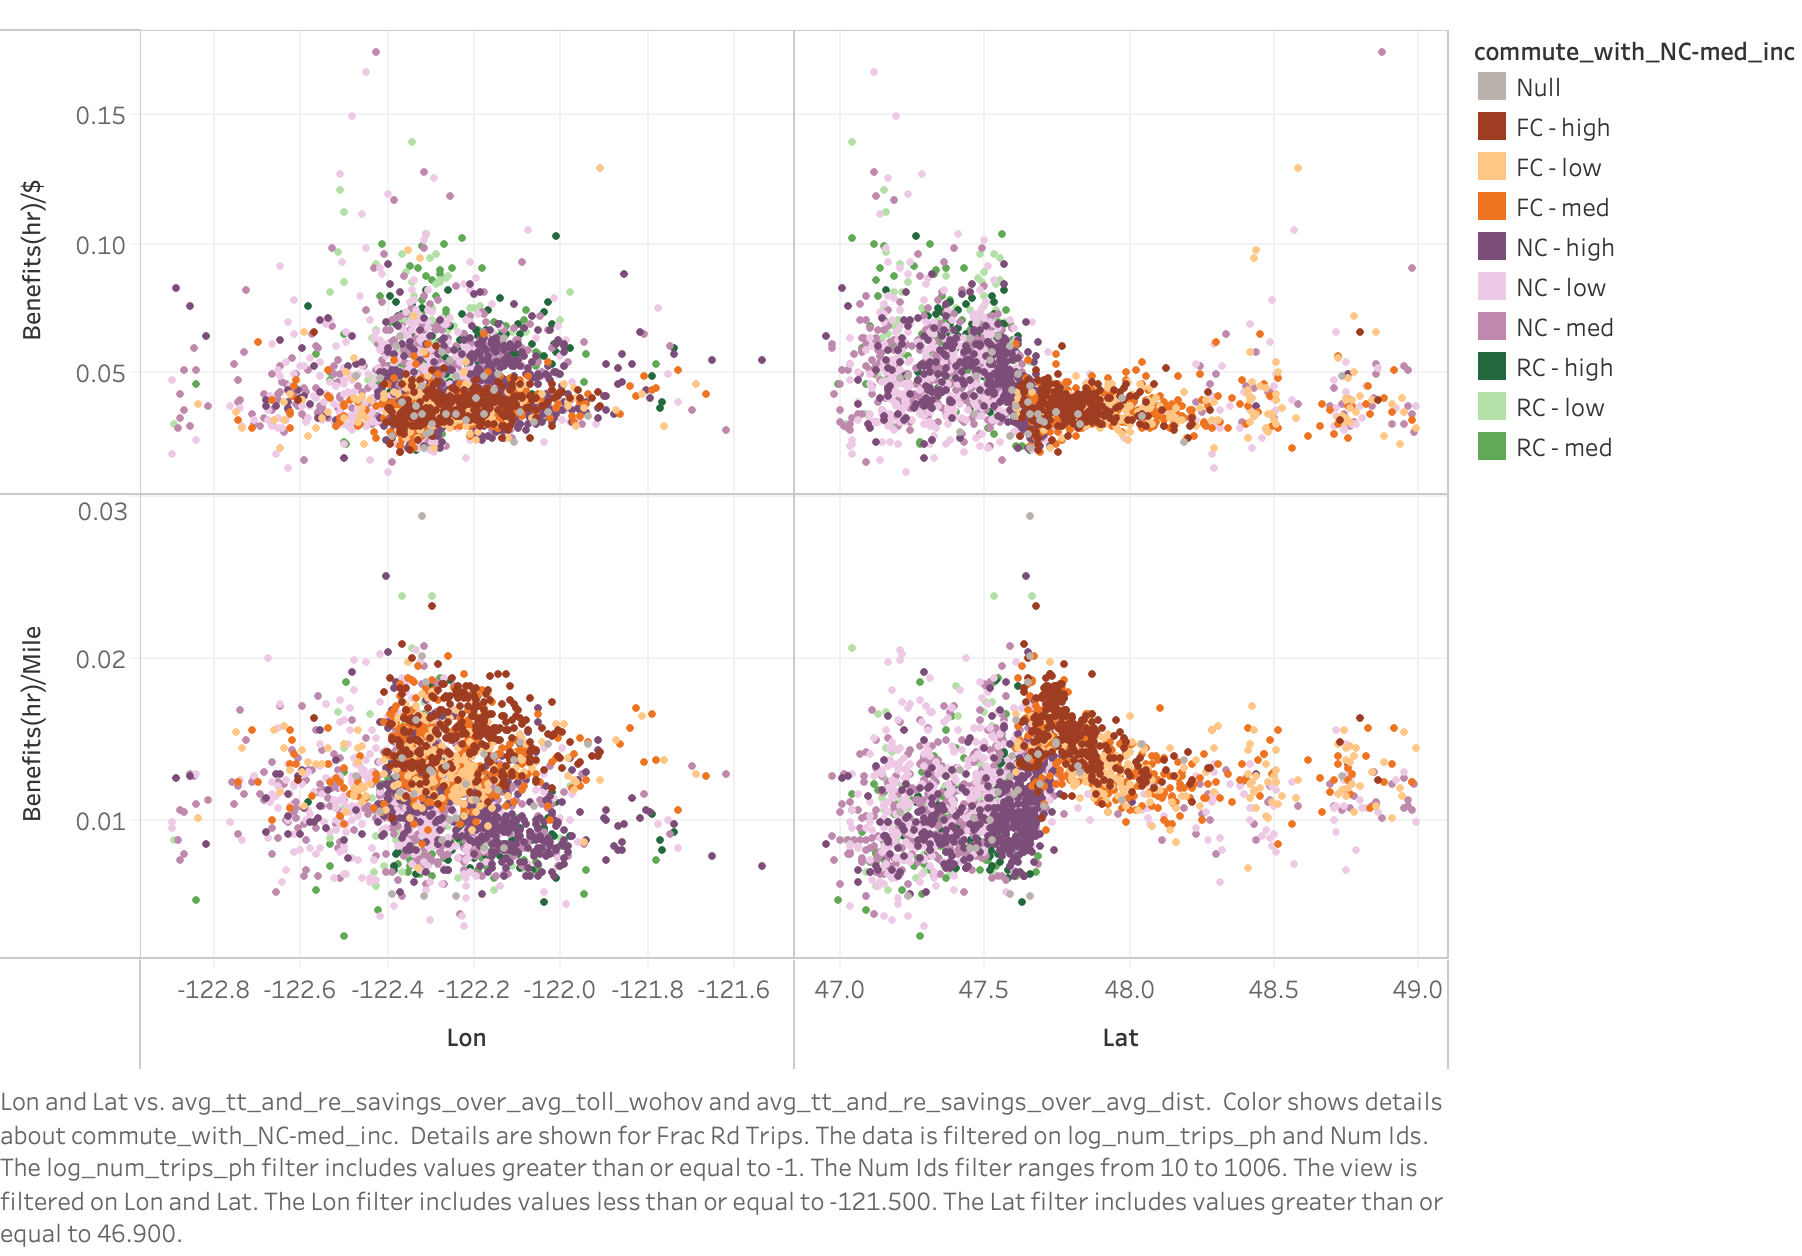 commute_with_NC-med_inc
Null
FC - high
FC - low
FC - med
NC - high
NC - low
NC - med
RC - high
RC - low
RC - med
Benefits(hr)/$
0.15
0.10
0.05
Benefits(hr)/Mile
0.03
0.02
0.01
-122.8 -122.6 -122.4 -122.2 -122.0 -121.8 -121.6
47.0 47.5 48.0 48.5 49.0
Lon
Lat
Lon and Lat vs. avg_tt_and_re_savings_over_avg_toll_wohov and avg_tt_and_re_savings_over_avg_dist.  Color shows details
about commute_with_NC-med_inc.  Details are shown for Frac Rd Trips. The data is filtered on log_num_trips_ph and Num Ids.
The log_num_trips_ph filter includes values greater than or equal to -1. The Num Ids filter ranges from 10 to 1006. The view is
filtered on Lon and Lat. The Lon filter includes values less than or equal to -121.500. The Lat filter includes values greater than or
equal to 46.900.